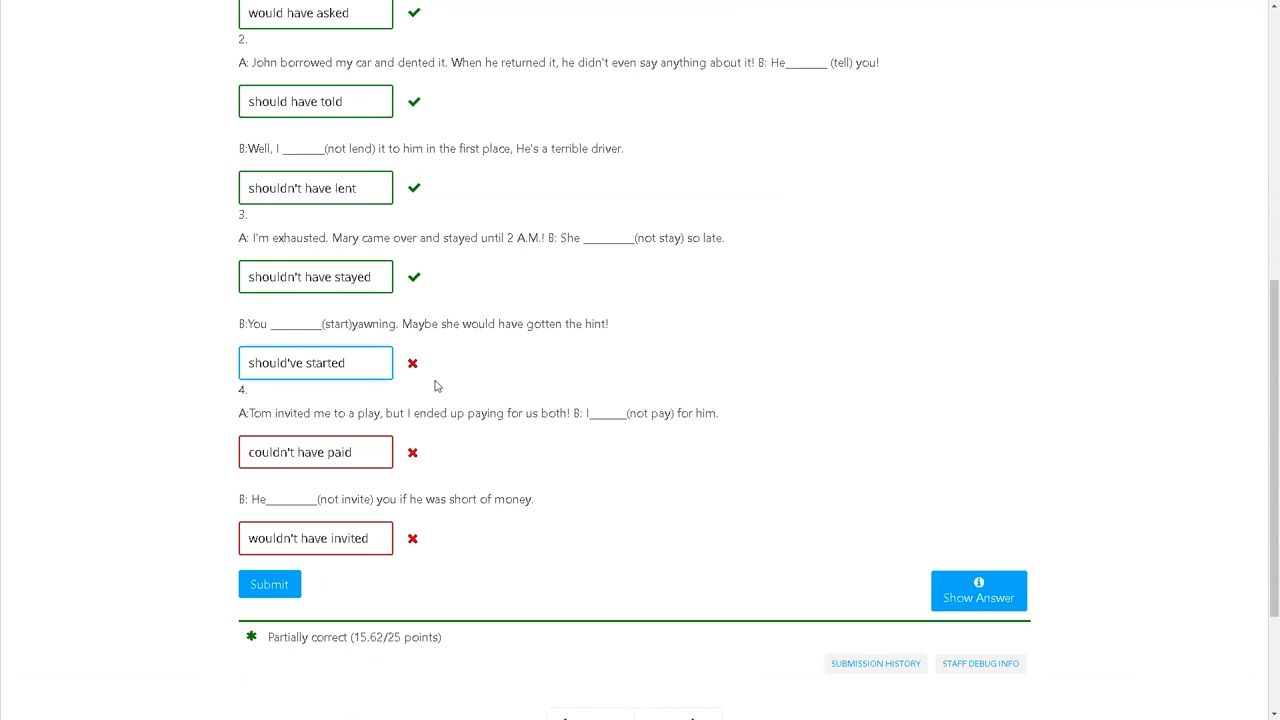 would have asked
2.
A: John borrowed my car and dented it. When he returned it, he didn't even say anything about it! B: He_______ (tell) you!
should have told
B:Well, I _______(not lend) it to him in the first place, He's a terrible driver.
shouldn't have lent
3.
A: I'm exhausted. Mary came over and stayed until 2 A.M.! B: She ________(not stay) so late.
shouldn't have stayed
B:You ________(start)yawning. Maybe she would have gotten the hint!
should've started
4.
A:Tom invited me to a play, but I ended up paying for us both! B: I______(not pay) for him.
couldn't have paid
B: He________(not invite) you if he was short of money.
wouldn't have invited
Submit
Show Answer
Partially correct (15.62/25 points)
SUBMISSION HISTORY
STAFF DEBUG INFO